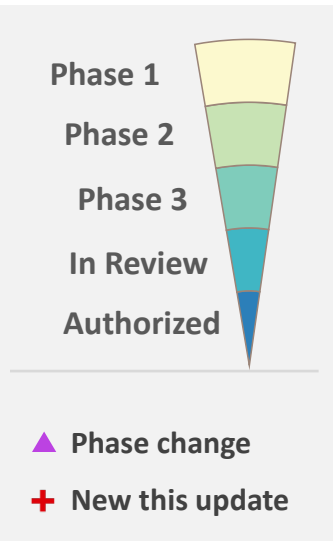 Phase 1
Phase 2
Phase 3
In Review
Authorized
Phase change
New this update